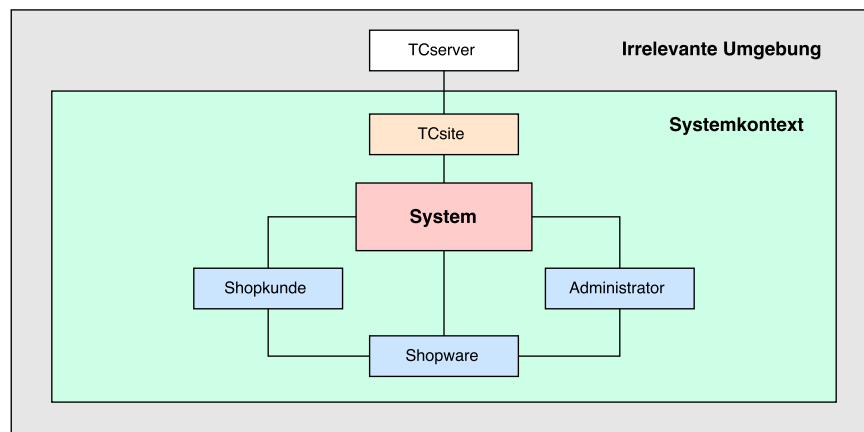 TCserver
Irrelevante Umgebung
TCsite
Systemkontext
System
Shopkunde
Administrator
Shopware